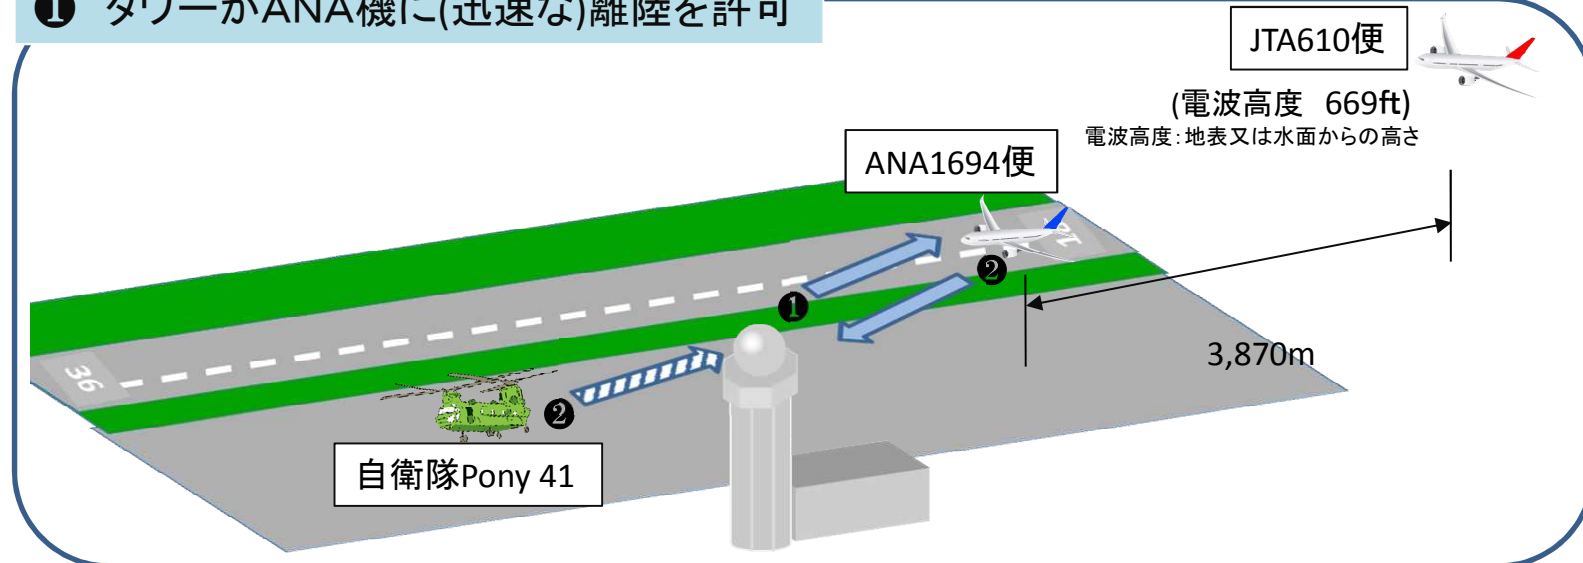 ❶ タワーがANA機に(迅速な)離陸を許可
JTA610便
(電波高度 669ft)
電波高度:地表又は水面からの高さ
ANA1694便
18
❷
❶
3,870m
36
❷
自衛隊Pony 41